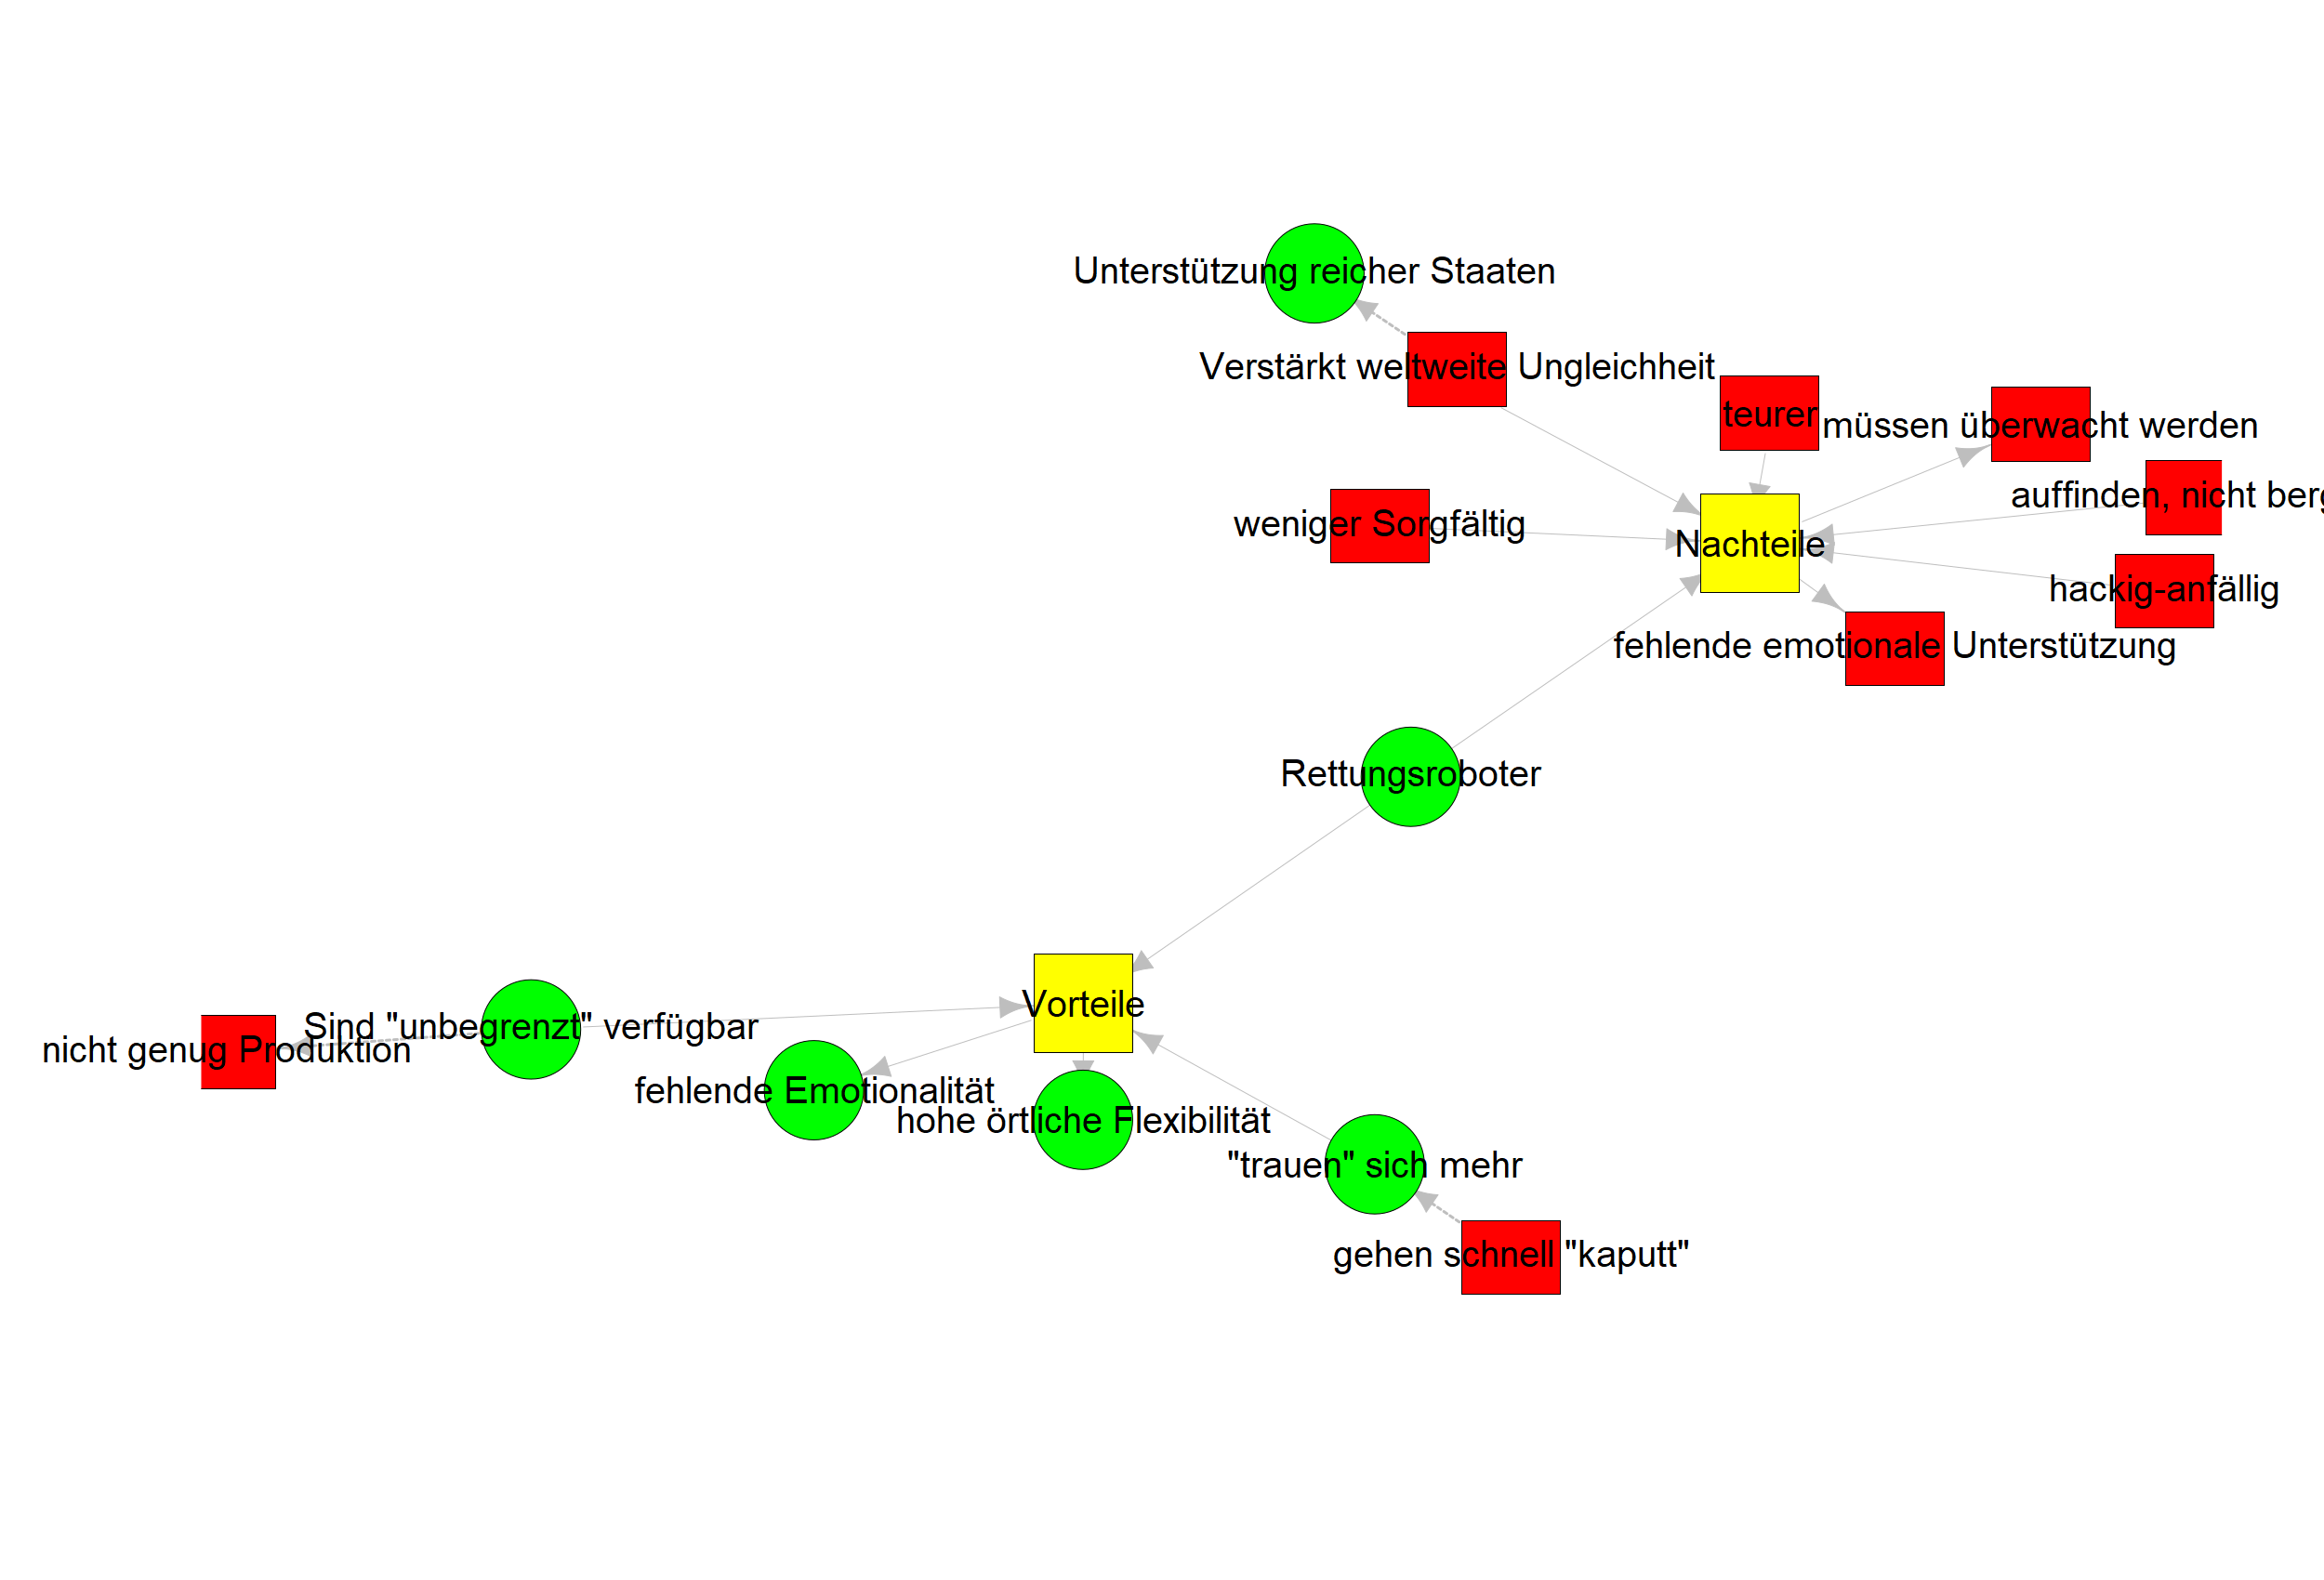 Unterstützung reicher Staaten
Verstärkt weltweite Ungleichheit
teurer
müssen überwacht werden
auffinden, nicht
weniger Sorgfältig
Nachteile
hackig-anfällig
fehlende emotionale Unterstützung
Rettungsroboter
Vorteile
Sind "unbegrenzt" verfügbar
nicht genug Produktion
fehlende Emotionalität
hohe örtliche Flexibilität
"trauen" sich mehr
gehen schnell "kaputt"